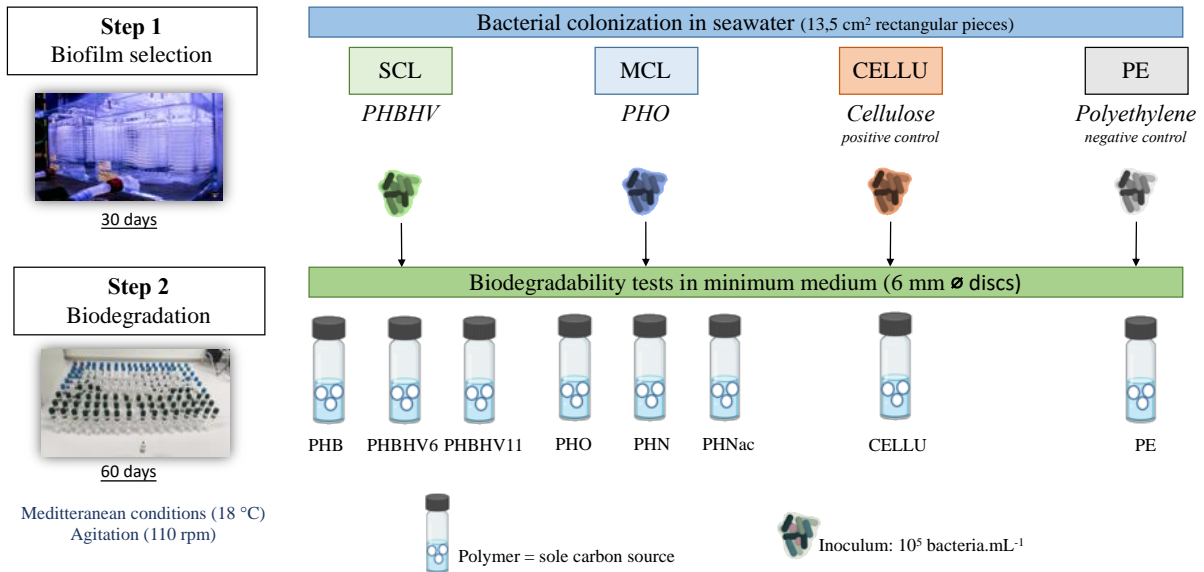 Step 1
Biofilm selection
30 days
Bacterial colonization in seawater (13,5 cm² rectangular pieces)
SCL
MCL
CELLU
PE
PHBHV
PHO
Cellulose
Polyethylene
positive control
negative control
Step 2
Biodegradation
60 days
Meditteranean conditions (18 °C)
Agitation (110 rpm)
Biodegradability tests in minimum medium (6 mm ⌀ discs)
PHB
PHBHV6
PHBHV11
PHO
PHN
PHNac
CELLU
PE
Polymer = sole carbon source
Inoculum: 10⁵ bacteria.mL⁻¹